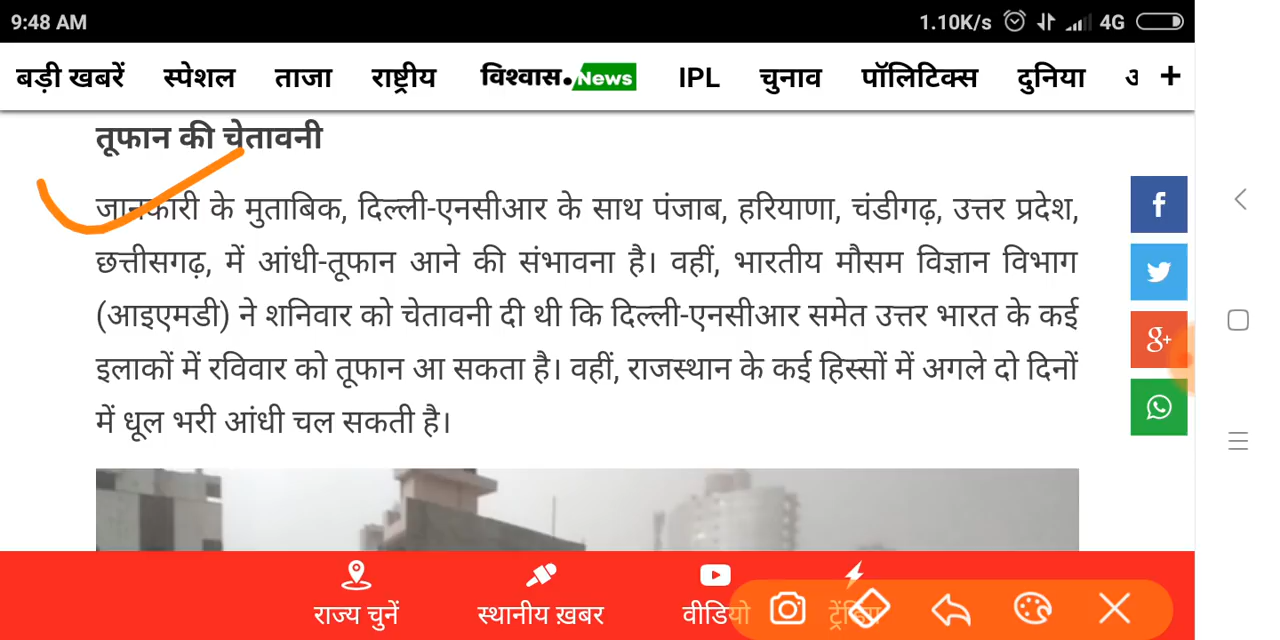 9:48 AM 1.10K/s 4G
बड़ी खबरें स्पेशल ताजा राष्ट्रीय विश्वास.News IPL चुनाव पॉलिटिक्स दुनिया +
तूफान की चेतावनी
जानकारी के मुताबिक, दिल्ली-एनसीआर के साथ पंजाब, हरियाणा, चंडीगढ़, उत्तर प्रदेश,
छत्तीसगढ़, में आंधी-तूफान आने की संभावना है। वहीं, भारतीय मौसम विज्ञान विभाग
(आइएमडी) ने शनिवार को चेतावनी दी थी कि दिल्ली-एनसीआर समेत उत्तर भारत के कई
इलाकों में रविवार को तूफान आ सकता है। वहीं, राजस्थान के कई हिस्सों में अगले दो दिनों
में धूल भरी आंधी चल सकती है।
f
g+
राज्य चुनें स्थानीय ख़बर वीडियो ट्रेंडिंग